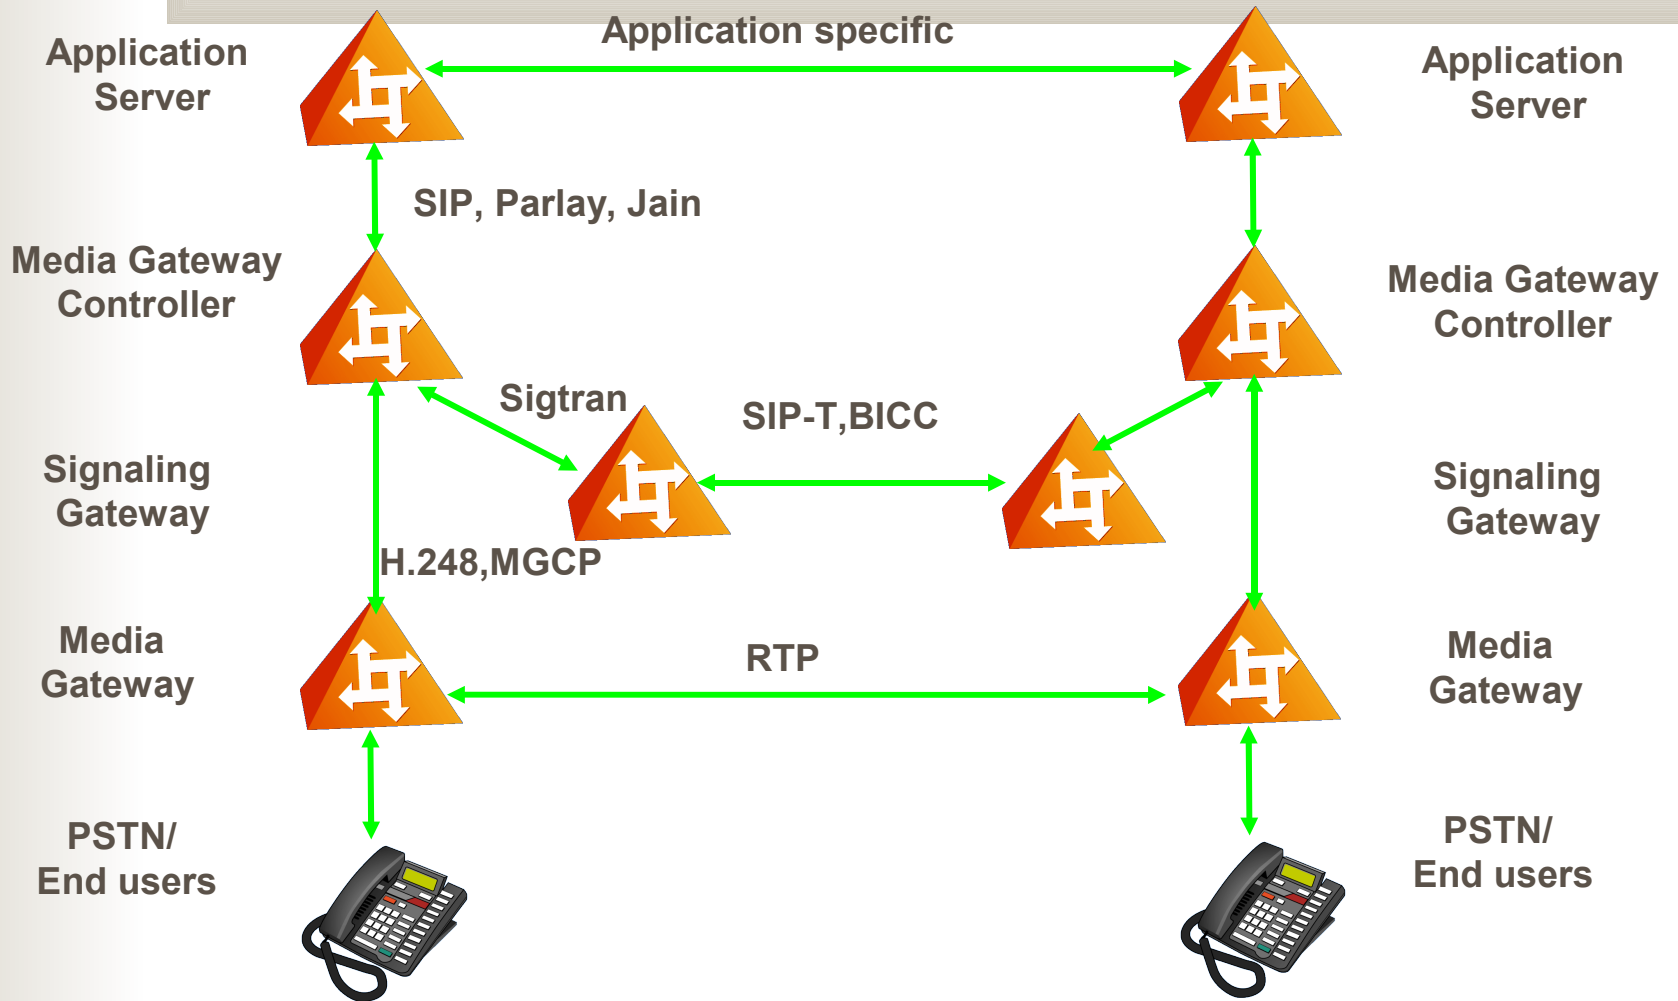 Application specific
Application
Server
Application
Server
SIP, Parlay, Jain
Media Gateway
Controller
Media Gateway
Controller
Sigtran
SIP-T,BICC
Signaling
Gateway
Signaling
Gateway
H.248,MGCP
Media
Gateway
RTP
Media
Gateway
PSTN/
End users
PSTN/
End users